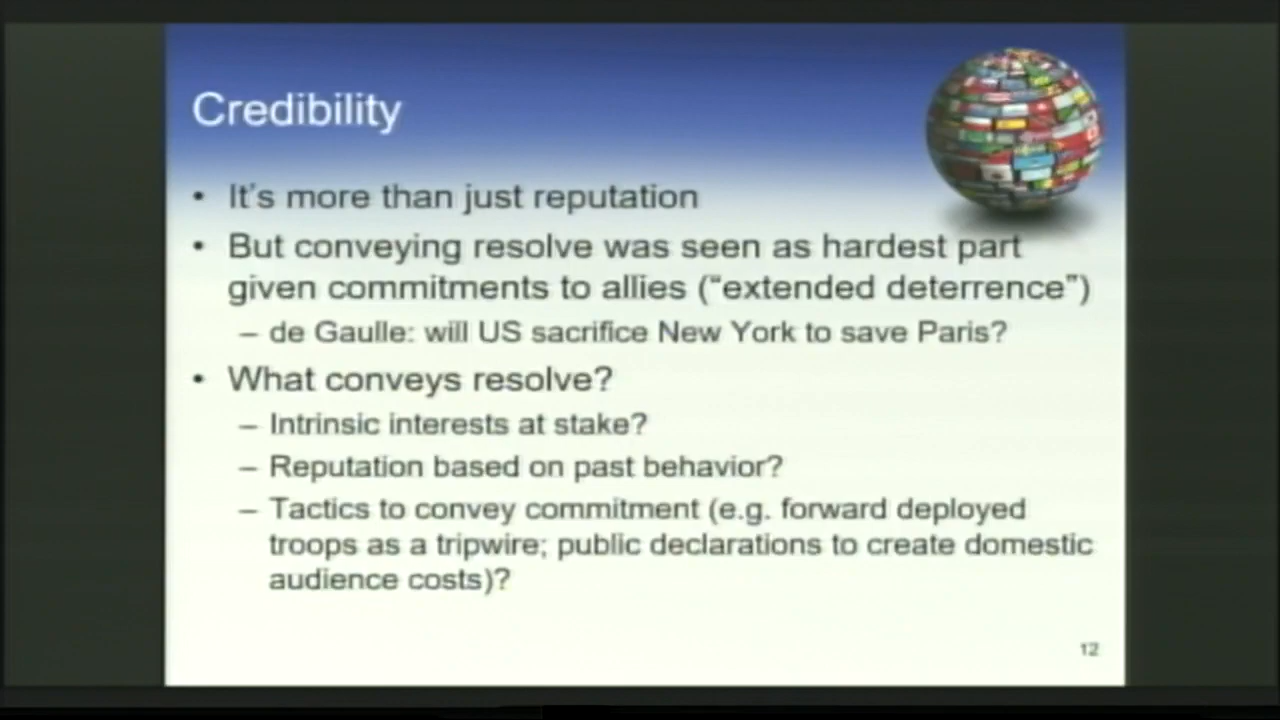 Credibility
• It's more than just reputation
• But conveying resolve was seen as hardest part
given commitments to allies (“extended deterrence”)
– de Gaulle: will US sacrifice New York to save Paris?
• What conveys resolve?
– Intrinsic interests at stake?
– Reputation based on past behavior?
– Tactics to convey commitment (e.g. forward deployed
troops as a tripwire; public declarations to create domestic
audience costs)?
12